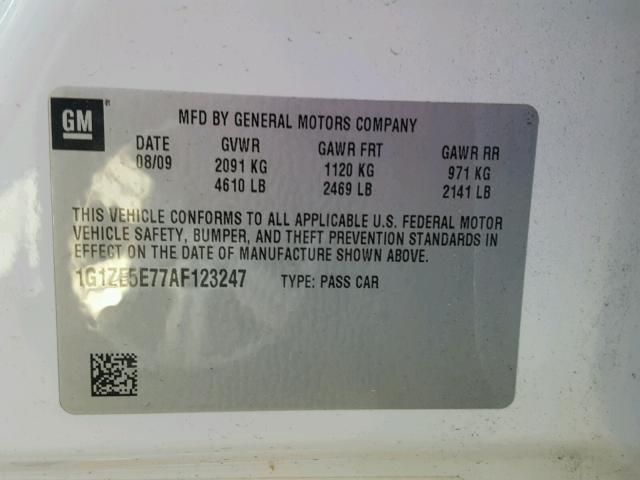 GM ®
MFD BY GENERAL MOTORS COMPANY
DATE GVWR GAWR FRT GAWR RR
08/09 2091 KG 1120 KG 971 KG
4610 LB 2469 LB 2141 LB
THIS VEHICLE CONFORMS TO ALL APPLICABLE U.S. FEDERAL MOTOR
VEHICLE SAFETY, BUMPER, AND THEFT PREVENTION STANDARDS IN
EFFECT ON THE DATE OF MANUFACTURE SHOWN ABOVE.
1G1ZE5E77AF123247 TYPE: PASS CAR